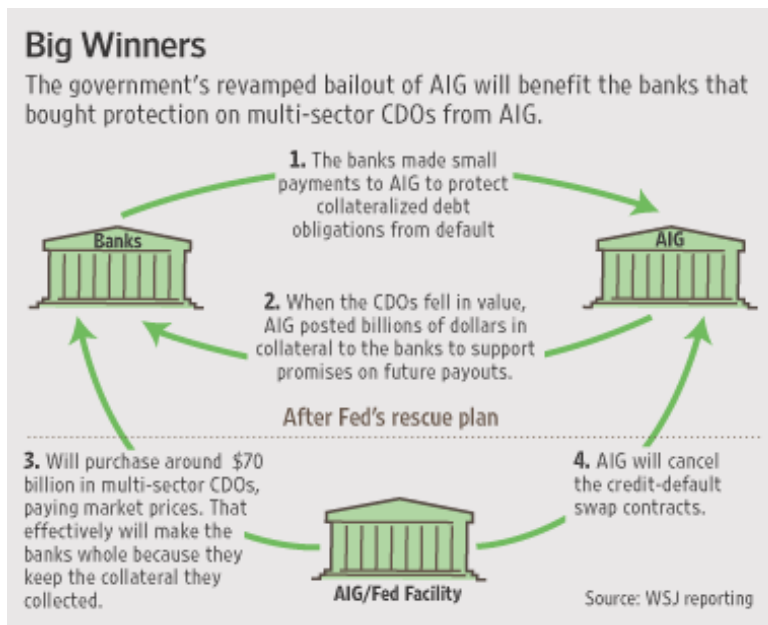 Big Winners
The government's revamped bailout of AIG will benefit the banks that
bought protection on multi-sector CDOs from AIG.
1. The banks made small
payments to AIG to protect
collateralized debt
obligations from default
Banks
AIG
2. When the CDOs fell in value,
AIG posted billions of dollars in
collateral to the banks to support
promises on future payouts.
After Fed's rescue plan
3. Will purchase around $70
billion in multi-sector CDOs,
paying market prices. That
effectively will make the
banks whole because they
keep the collateral they
collected.
4. AIG will cancel
the credit-default
swap contracts.
AIG/Fed Facility
Source: WSJ reporting